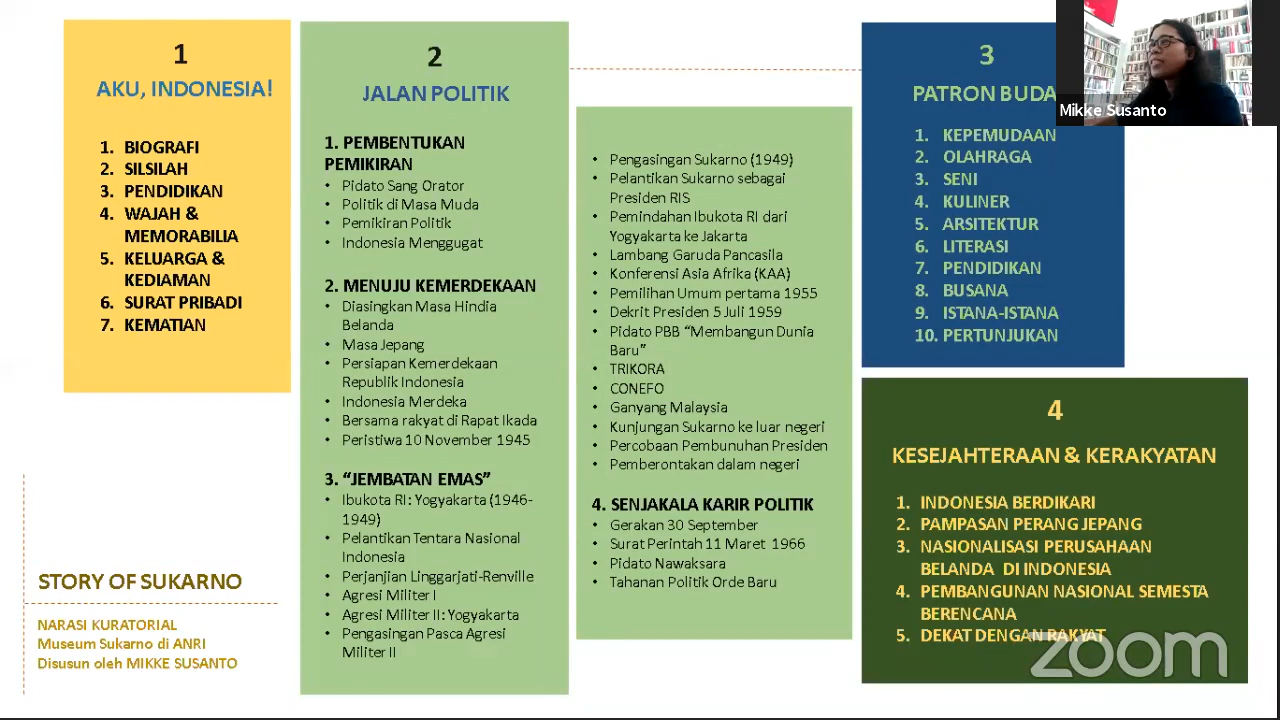 1
AKU, INDONESIA!
1. BIOGRAFI
2. SILSILAH
3. PENDIDIKAN
4. WAJAH &
MEMORABILIA
5. KELUARGA &
KEDIAMAN
6. SURAT PRIBADI
7. KEMATIAN
STORY OF SUKARNO
NARASI KURATORIAL
Museum Sukarno di ANRI
Disusun oleh MIKKE SUSANTO
2
JALAN POLITIK
1. PEMBENTUKAN
PEMIKIRAN
• Pidato Sang Orator
• Politik di Masa Muda
• Pemikiran Politik
• Indonesia Menggugat
2. MENUJU KEMERDEKAAN
• Diasingkan Masa Hindia
Belanda
• Masa Jepang
• Persiapan Kemerdekaan
Republik Indonesia
• Indonesia Merdeka
• Bersama rakyat di Rapat Ikada
• Peristiwa 10 November 1945
3. “JEMBATAN EMAS”
• Ibukota RI: Yogyakarta (1946-
1949)
• Pelantikan Tentara Nasional
Indonesia
• Perjanjian Linggarjati-Renville
• Agresi Militer I
• Agresi Militer II: Yogyakarta
• Pengasingan Pasca Agresi
Militer II
• Pengasingan Sukarno (1949)
• Pelantikan Sukarno sebagai
Presiden RIS
• Pemindahan Ibukota RI dari
Yogyakarta ke Jakarta
• Lambang Garuda Pancasila
• Konferensi Asia Afrika (KAA)
• Pemilihan Umum pertama 1955
• Dekrit Presiden 5 Juli 1959
• Pidato PBB “Membangun Dunia
Baru”
• TRIKORA
• CONEFO
• Ganyang Malaysia
• Kunjungan Sukarno ke luar negeri
• Percobaan Pembunuhan Presiden
• Pemberontakan dalam negeri
4. SENJAKALA KARIR POLITIK
• Gerakan 30 September
• Surat Perintah 11 Maret 1966
• Pidato Nawaksara
• Tahanan Politik Orde Baru
3
PATRON BUDA
1. KEPEMUDAAN
2. OLAHRAGA
3. SENI
4. KULINER
5. ARSITEKTUR
6. LITERASI
7. PENDIDIKAN
8. BUSANA
9. ISTANA-ISTANA
10. PERTUNJUKAN
Mikke Susanto
4
KESEJAHTERAAN & KERAKYATAN
1. INDONESIA BERDIKARI
2. PAMPASAN PERANG JEPANG
3. NASIONALISASI PERUSAHAAN
BELANDA DI INDONESIA
4. PEMBANGUNAN NASIONAL SEMESTA
BERENCANA
5. DEKAT DENGAN RAKYAT
zoom